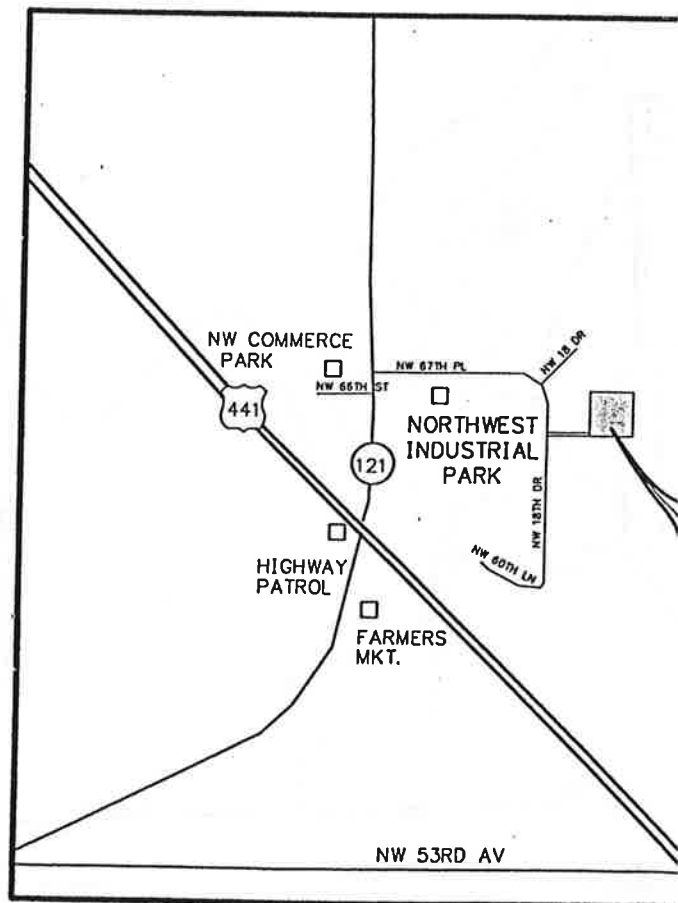 NW COMMERCE
PARK
NW 66TH ST
NW 67TH PL
NW 18 DR
441
NORTHWEST
INDUSTRIAL
PARK
121
NW 18TH DR
HIGHWAY
PATROL
NW 60TH LN
FARMERS
MKT.
NW 53RD AV